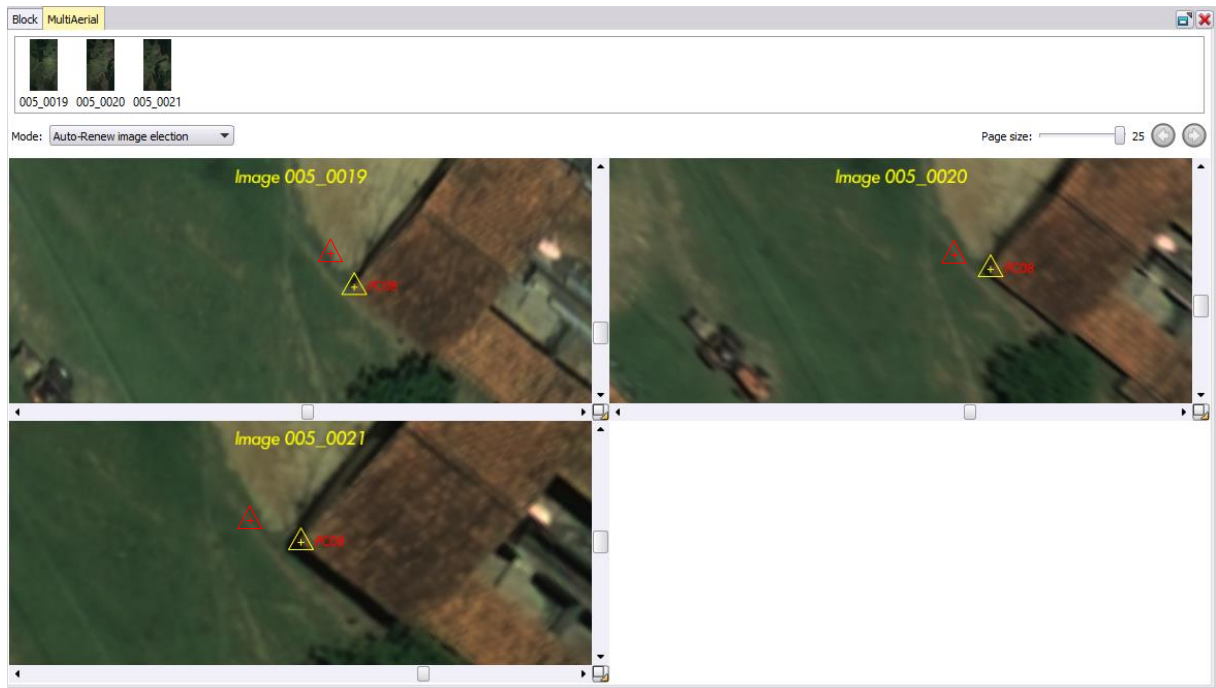 Block MultiAerial
005_0019 005_0020 005_0021
Mode: Auto-Renew image election Page size: 25
Image 005_0019 Image 005_0020
Image 005_0021